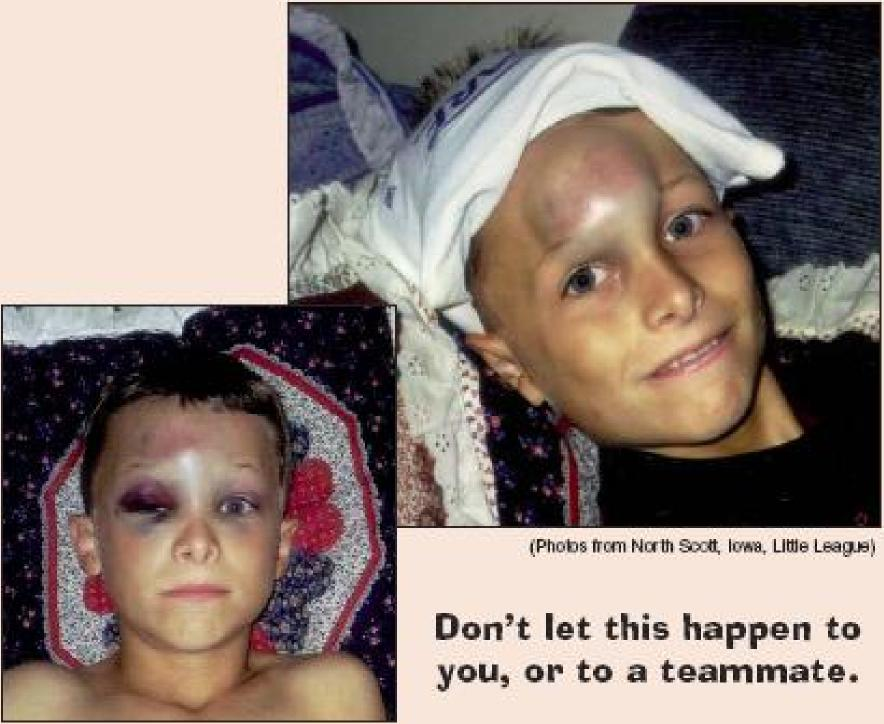 (Photos from North Scott, Iowa, Little League)
Don't let this happen to
you, or to a teammate.